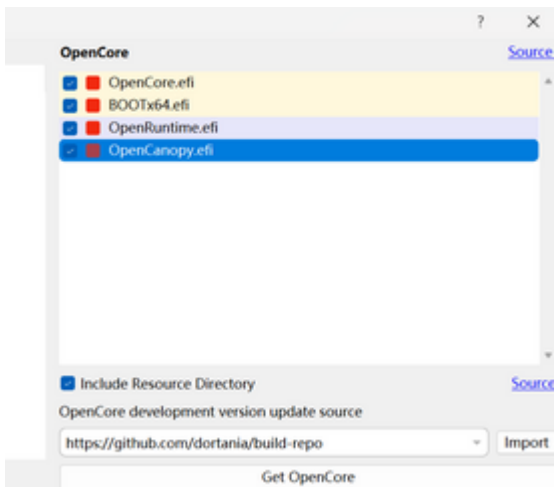 ?
OpenCore Source
OpenCore.efi
BOOTx64.efi
OpenRuntime.efi
OpenCanopy.efi
Include Resource Directory Source
OpenCore development version update source
https://github.com/dortania/build-repo Import
Get OpenCore